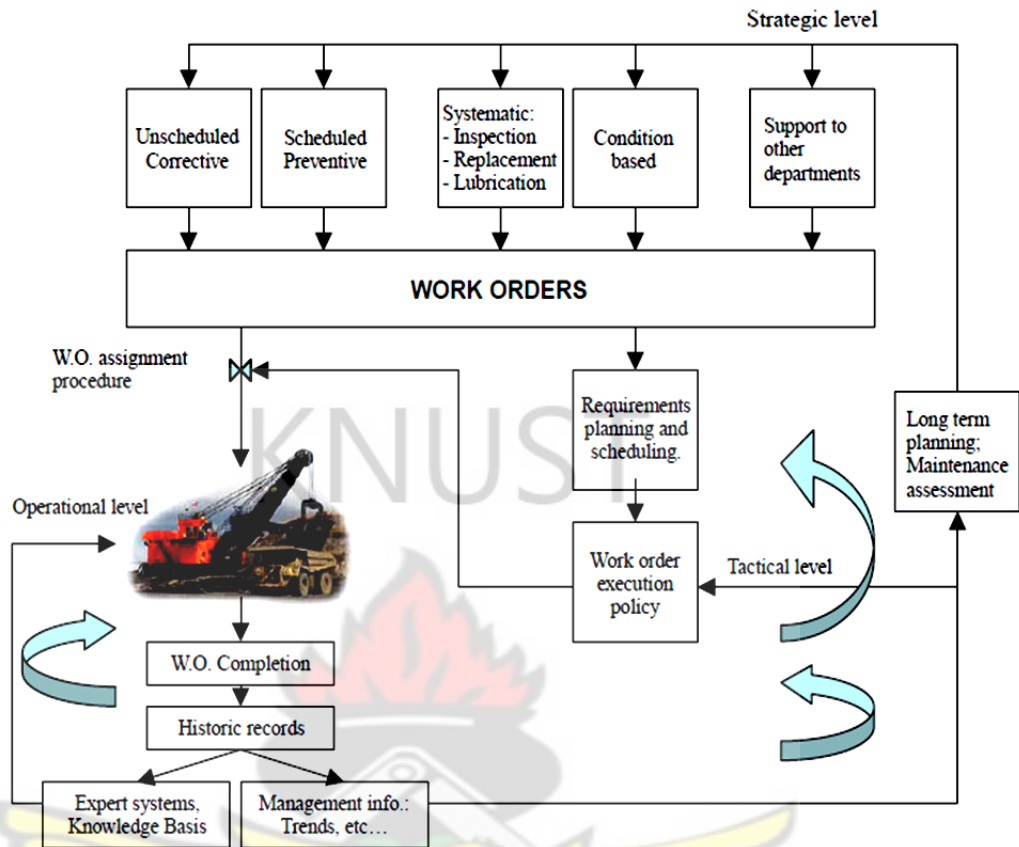 Strategic level
Unscheduled
Corrective
Scheduled
Preventive
Systematic:
- Inspection
- Replacement
- Lubrication
Condition
based
Support to
other
departments
WORK ORDERS
W.O. assignment
procedure
Requirements
planning and
scheduling.
Long term
planning;
Maintenance
assessment
KNUST
Operational level
Work order
execution
policy
Tactical level
W.O. Completion
Historic records
Expert systems,
Knowledge Basis
Management info.:
Trends, etc…